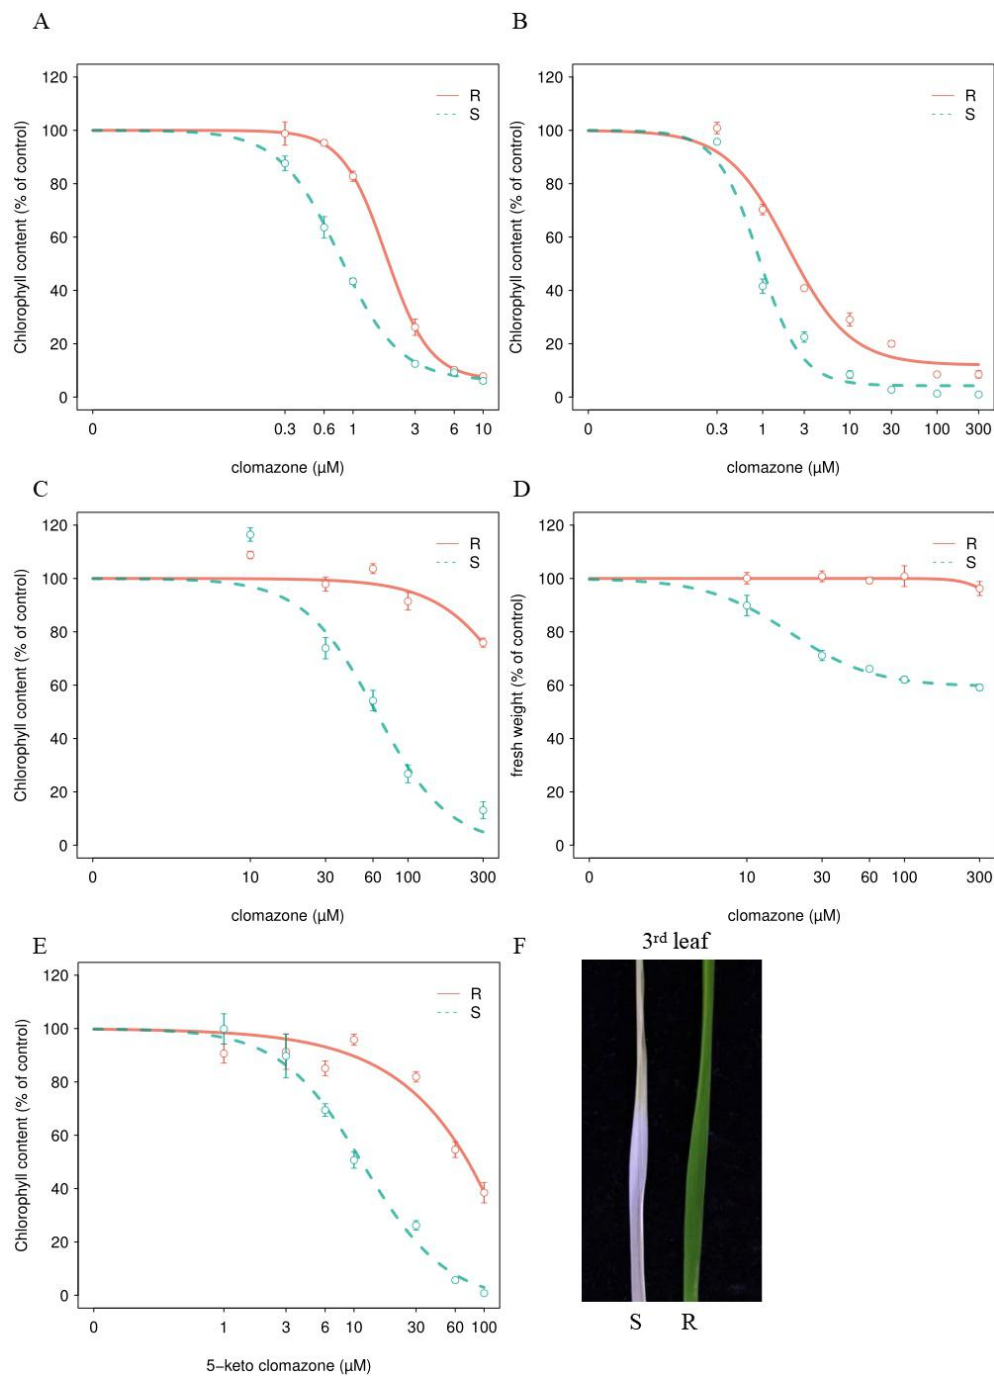 A
B
120
R
S
100
80
60
40
20
0
Chlorophyll content (% of control)
0
0.3
0.6
1
3
6
10
clomazone (μM)
120
R
S
100
80
60
40
20
0
Chlorophyll content (% of control)
0
0.3
1
3
10
30
100
300
clomazone (μM)
C
D
120
R
S
100
80
60
40
20
0
Chlorophyll content (% of control)
0
10
30
60
100
300
clomazone (μM)
120
R
S
100
80
60
40
20
0
fresh weight (% of control)
0
10
30
60
100
300
clomazone (μM)
E
F
3rd leaf
120
R
S
100
80
60
40
20
0
Chlorophyll content (% of control)
0
1
3
6
10
30
60
100
5−keto clomazone (μM)
S
R